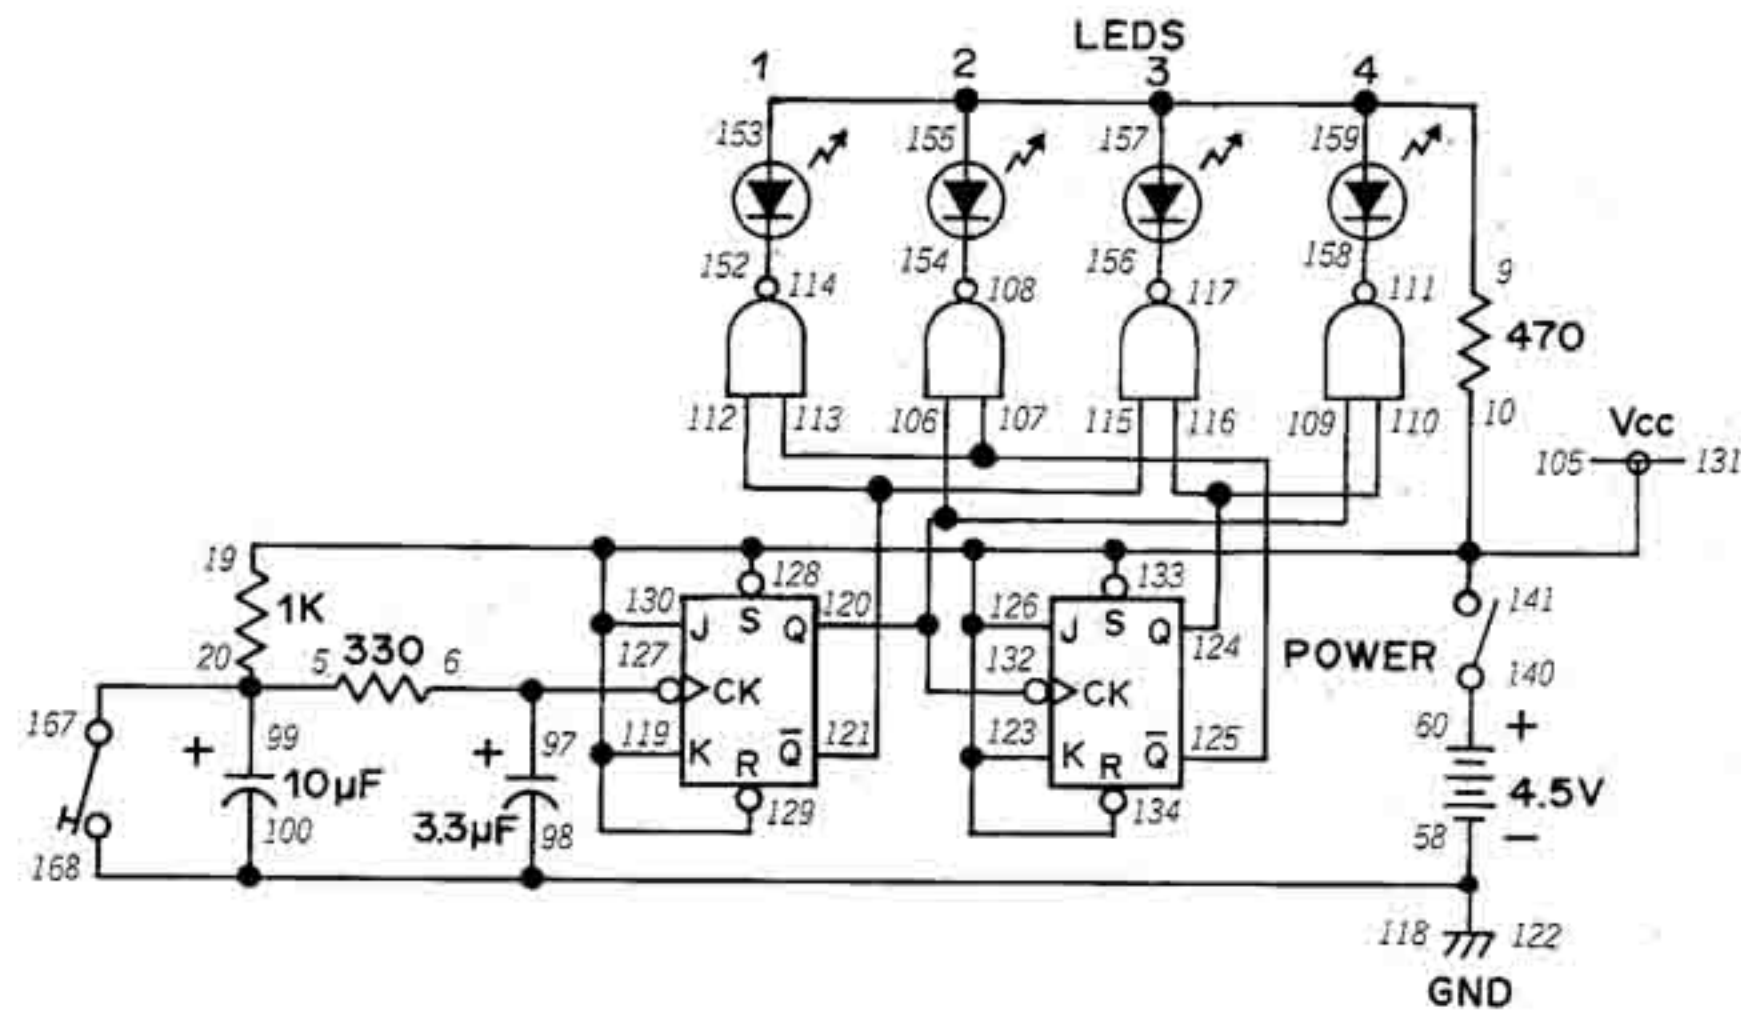 LEDS
1 2 3 4
153 155 157 159
152 154 156 158
114 108 117 111
9
470
10
112 113 106 107 115 116 109 110
Vcc
105 131
19
1K
20
128
130 J S Q 120
127 CK
119 K R Q̅ 121
129
133
126 J S Q 124
132 CK
123 K R Q̅ 125
134
5 330 6
167
168
+ 99
10µF
100
+ 97
3.3µF 98
141
POWER
140
60 +
4.5V
58 −
118 122
GND